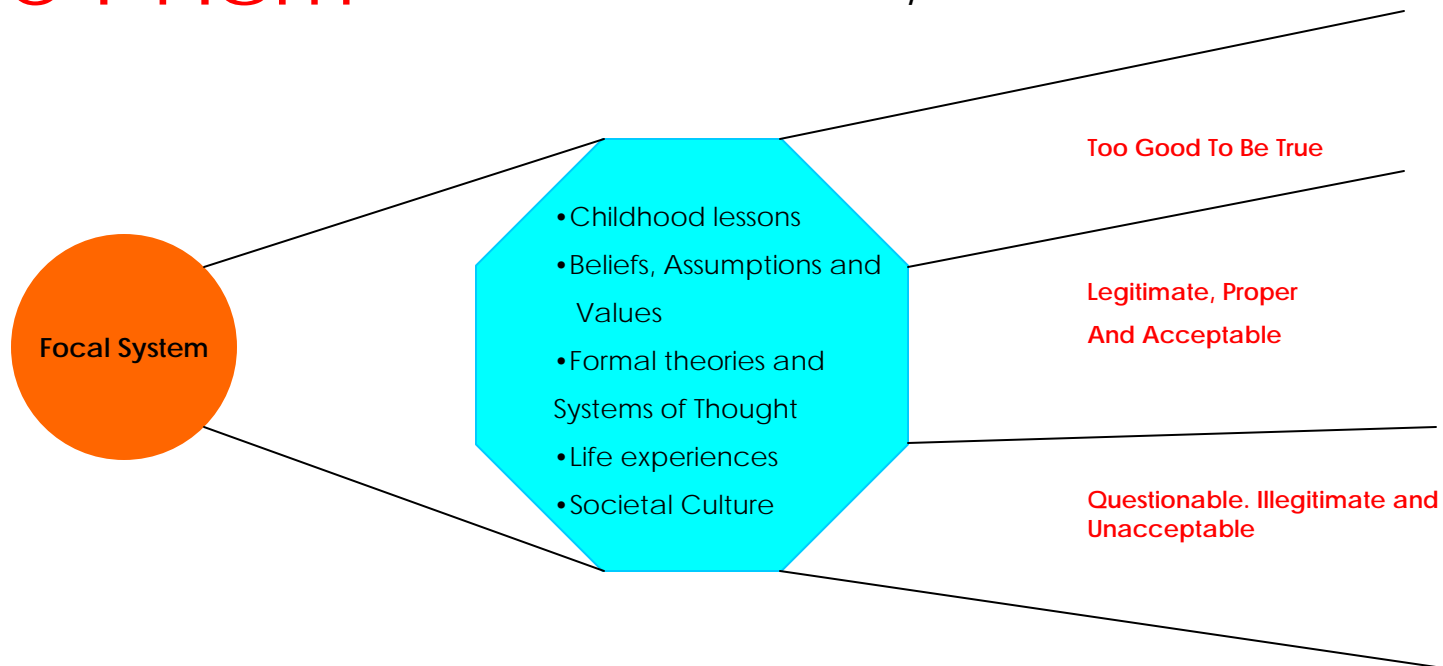 Too Good To Be True
•Childhood lessons
•Beliefs, Assumptions and
Values
Legitimate, Proper
And Acceptable
Focal System
•Formal theories and
Systems of Thought
•Life experiences
•Societal Culture
Questionable. Illegitimate and
Unacceptable